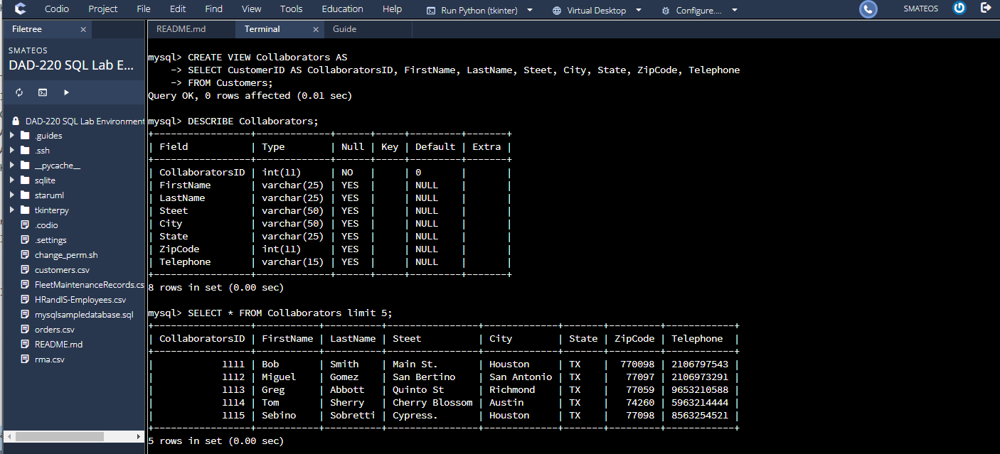 Codio Project File Edit Find View Tools Education Help Run Python (tkinter) Virtual Desktop Configure.... SMATEOS
Filetree × README.md Terminal × Guide
SMATEOS
DAD-220 SQL Lab E...
DAD-220 SQL Lab Environment
.guides
.ssh
__pycache__
sqlite
staruml
tkinterpy
.codio
.settings
change_perm.sh
customers.csv
FleetMaintenanceRecords.cs
HRandIS-Employees.csv
mysqlsampledatabase.sql
orders.csv
README.md
rma.csv
mysql> CREATE VIEW Collaborators AS
    -> SELECT CustomerID AS CollaboratorsID, FirstName, LastName, Steet, City, State, ZipCode, Telephone
    -> FROM Customers;
Query OK, 0 rows affected (0.01 sec)
mysql> DESCRIBE Collaborators;
+-----------------+-------------+------+-----+---------+-------+
| Field           | Type        | Null | Key | Default | Extra |
+-----------------+-------------+------+-----+---------+-------+
| CollaboratorsID | int(11)     | NO   |     | 0       |       |
| FirstName       | varchar(25) | YES  |     | NULL    |       |
| LastName        | varchar(25) | YES  |     | NULL    |       |
| Steet           | varchar(50) | YES  |     | NULL    |       |
| City            | varchar(50) | YES  |     | NULL    |       |
| State           | varchar(25) | YES  |     | NULL    |       |
| ZipCode         | int(11)     | YES  |     | NULL    |       |
| Telephone       | varchar(15) | YES  |     | NULL    |       |
+-----------------+-------------+------+-----+---------+-------+
8 rows in set (0.00 sec)
mysql> SELECT * FROM Collaborators limit 5;
+-----------------+-----------+----------+----------------+-------------+-------+---------+------------+
| CollaboratorsID | FirstName | LastName | Steet          | City        | State | ZipCode | Telephone  |
+-----------------+-----------+----------+----------------+-------------+-------+---------+------------+
|            1111 | Bob       | Smith    | Main St.       | Houston     | TX    |  770098 | 2106797543 |
|            1112 | Miguel    | Gomez    | San Bertino    | San Antonio | TX    |   77097 | 2106973291 |
|            1113 | Greg      | Abbott   | Quinto St      | Richmond    | TX    |   77059 | 9653210588 |
|            1114 | Tom       | Sherry   | Cherry Blossom | Austin      | TX    |   74260 | 5963214444 |
|            1115 | Sebino    | Sobretti | Cypress.       | Houston     | TX    |   77098 | 8563254521 |
+-----------------+-----------+----------+----------------+-------------+-------+---------+------------+
5 rows in set (0.00 sec)